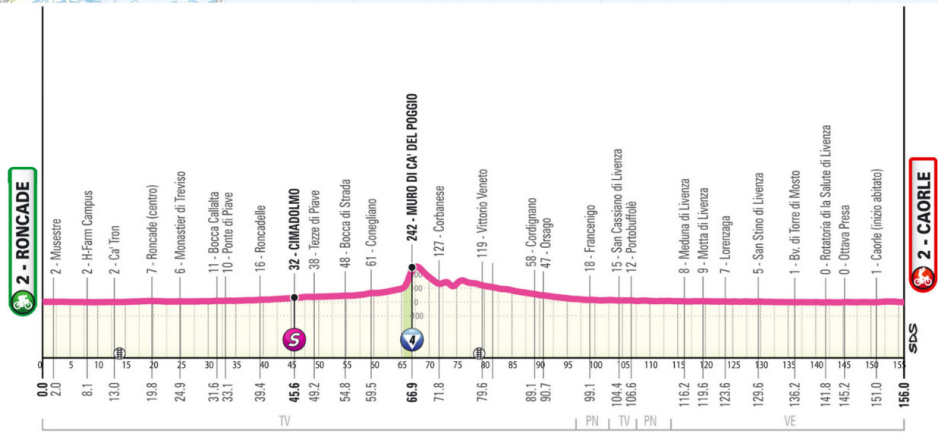 2 - RONCADE
2 - Musestre
2 - H-Farm Campus
2 - Ca' Tron
7 - Roncade (centro)
6 - Monastier di Treviso
11 - Bocca Callalta
10 - Ponte di Piave
16 - Roncadelle
32 - CIMADOLMO
38 - Tezze di Piave
48 - Bocca di Strada
61 - Conegliano
242 - MURO DI CA' DEL POGGIO
127 - Corbanese
119 - Vittorio Veneto
58 - Cordignano
47 - Orsago
18 - Francenigo
15 - San Cassiano di Livenza
12 - Portobuffolè
8 - Meduna di Livenza
9 - Motta di Livenza
7 - Lorenzaga
5 - San Stino di Livenza
1 - Bv. di Torre di Mosto
0 - Rotatoria di la Salute di Livenza
0 - Ottava Presa
1 - Caorle (inizio abitato)
2 - CAORLE
S
4
SDS
0 5 10 15 20 25 30 35 40 45 50 55 60 65 70 75 80 85 90 95 100 105 110 115 120 125 130 135 140 145 150 155
0.0 2.0 8.1 13.0 19.8 24.9 31.6 33.1 39.4 45.6 49.2 54.8 59.5 66.9 71.8 79.6 89.1 90.7 99.1 104.4 106.6 116.2 119.6 123.6 129.6 136.2 141.8 145.2 151.0 156.0
TV PN TV PN VE